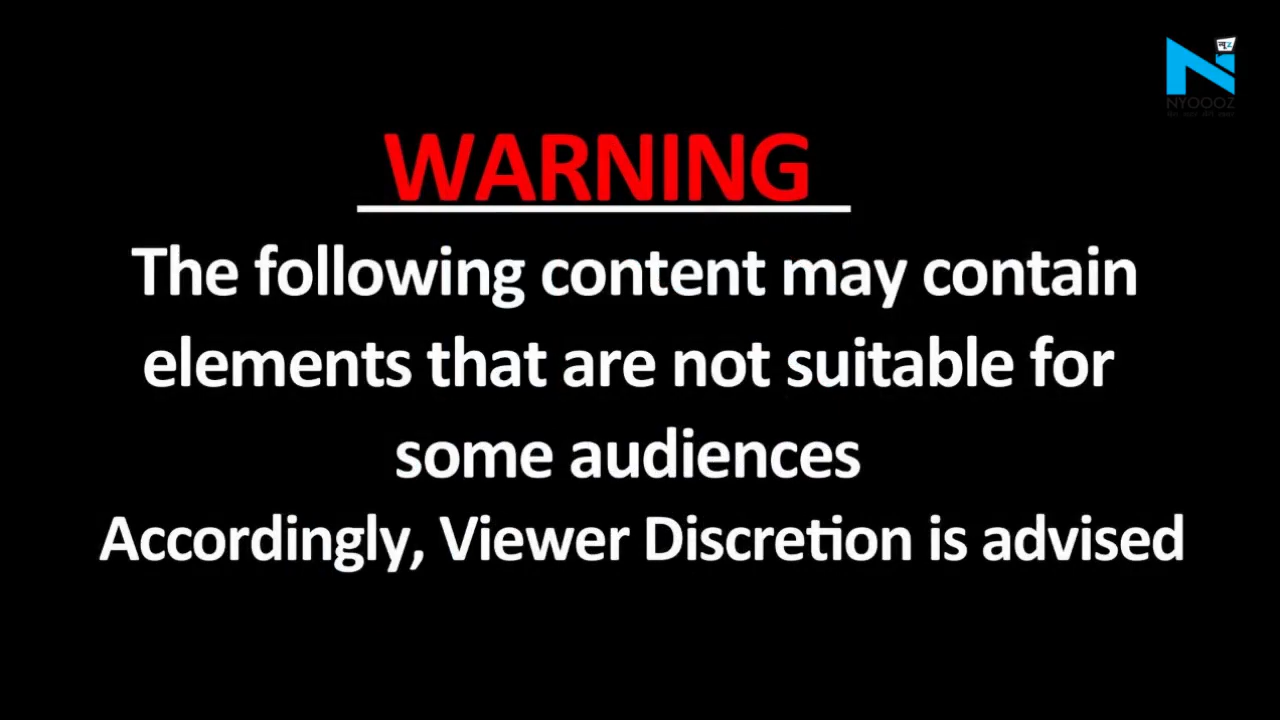 NYOOOZ
WARNING
The following content may contain
elements that are not suitable for
some audiences
Accordingly, Viewer Discretion is advised